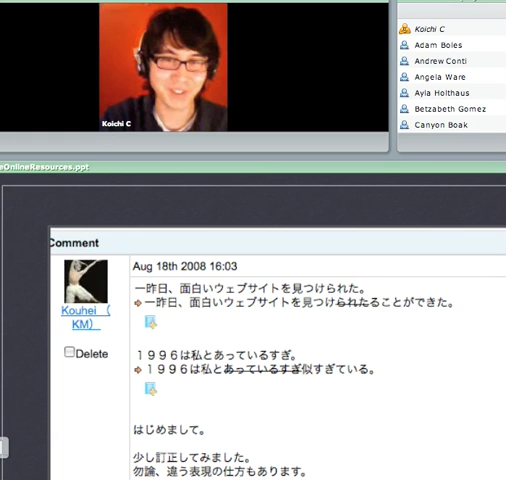 Koichi C
Koichi C
Adam Boles
Andrew Conti
Angela Ware
Ayla Holthaus
Betzabeth Gomez
Canyon Boak
eOnlineResources.ppt
Comment
Aug 18th 2008 16:03
Kouhei （
KM）
Delete
一昨日、面白いウェブサイトを見つけられた。
一昨日、面白いウェブサイトを見つけられたることができた。
１９９６は私とあっているすぎ。
１９９６は私とあっているすぎ似すぎている。
はじめまして。
少し訂正してみました。
勿論、違う表現の仕方もあります。